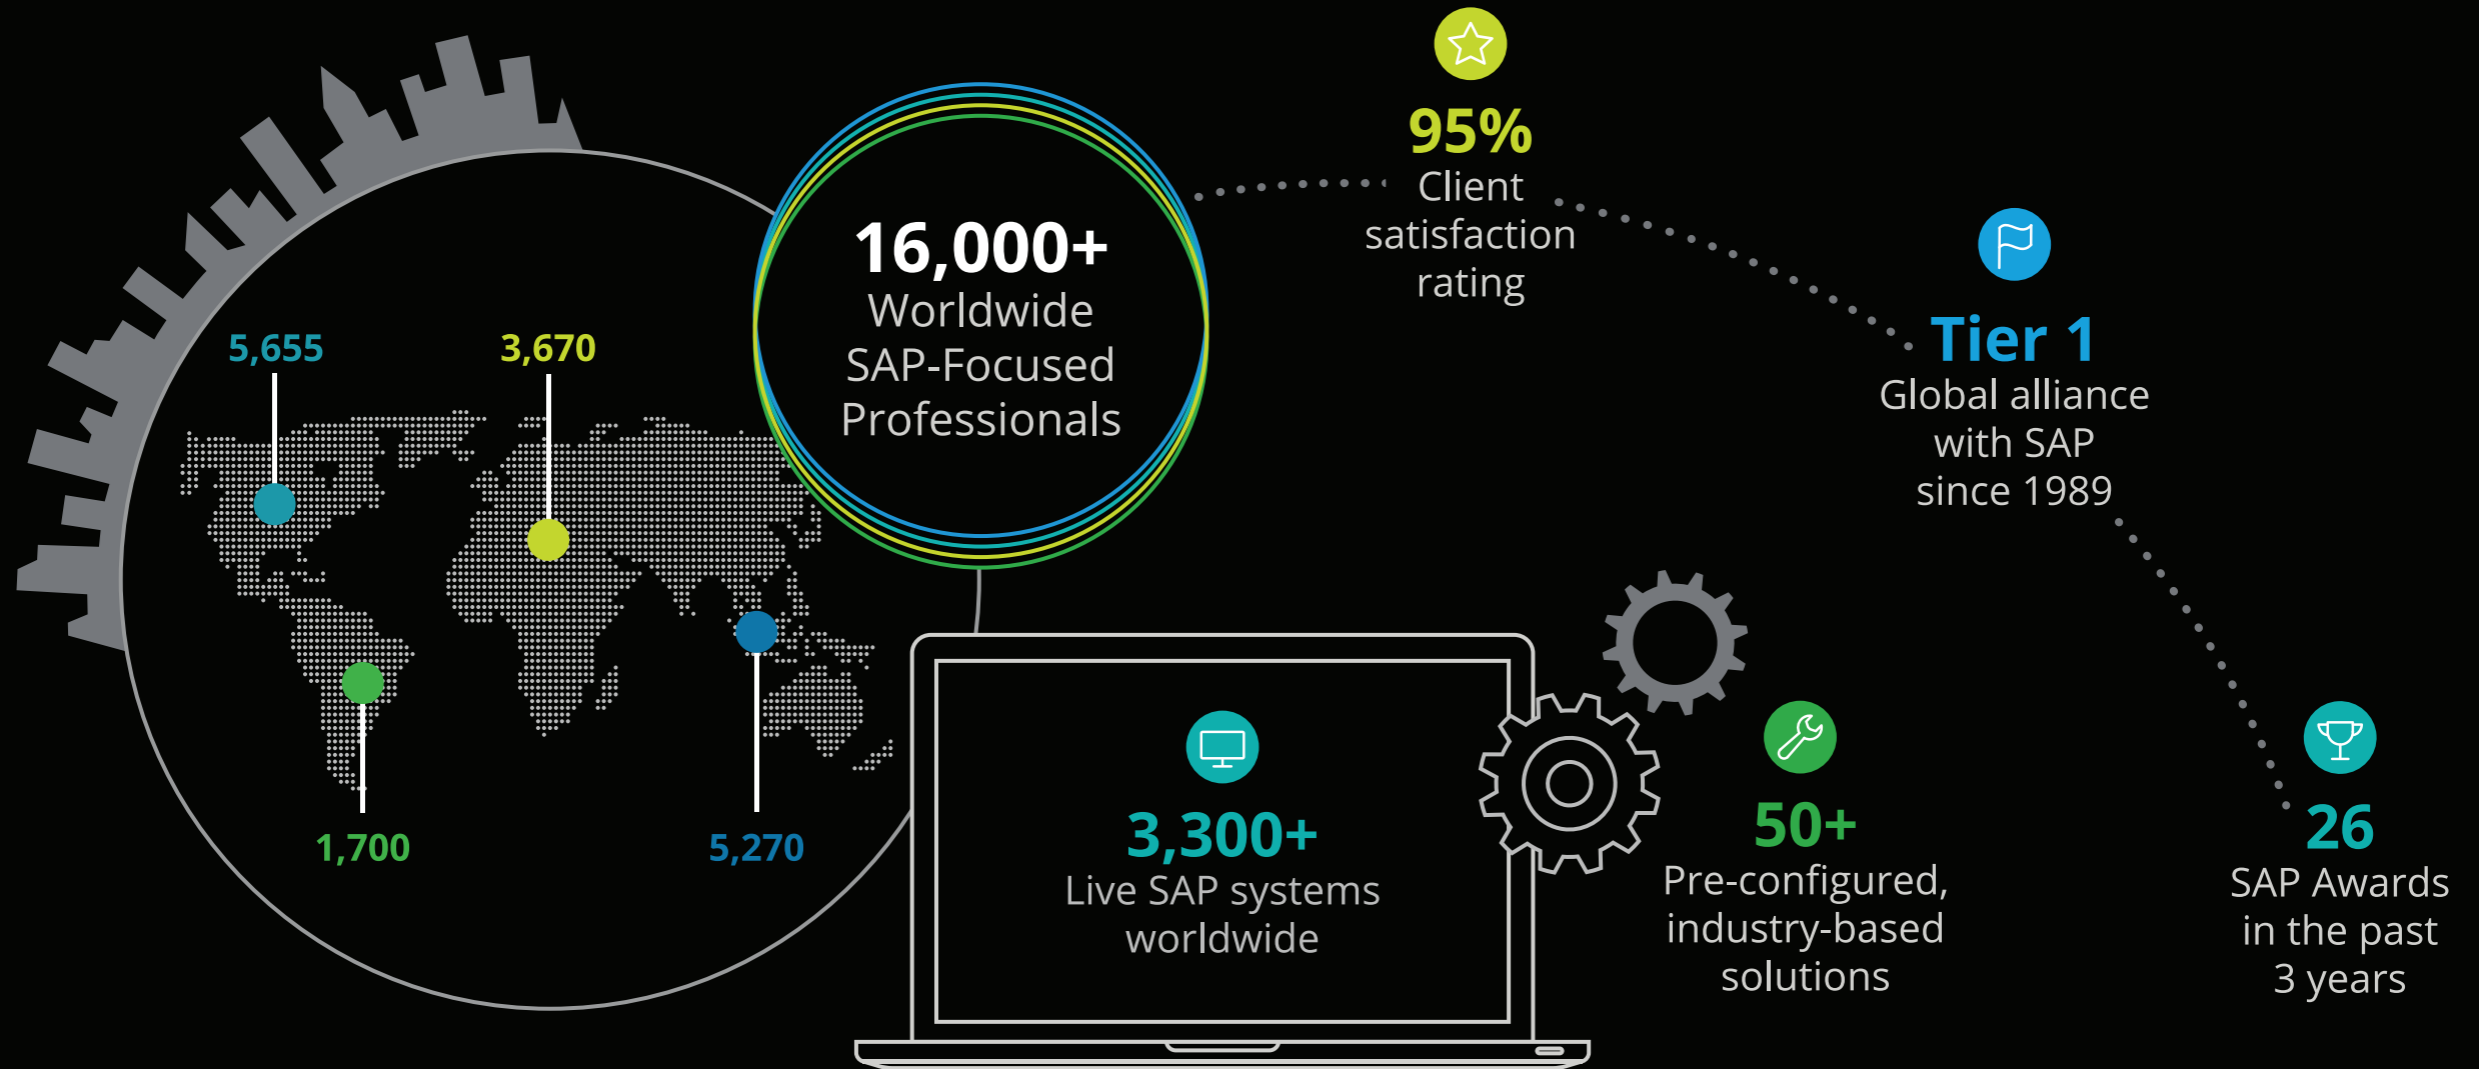 5,655
3,670
1,700
5,270
16,000+
Worldwide
SAP-Focused
Professionals
95%
Client
satisfaction
rating
Tier 1
Global alliance
with SAP
since 1989
3,300+
Live SAP systems
worldwide
50+
Pre-configured,
industry-based
solutions
26
SAP Awards
in the past
3 years